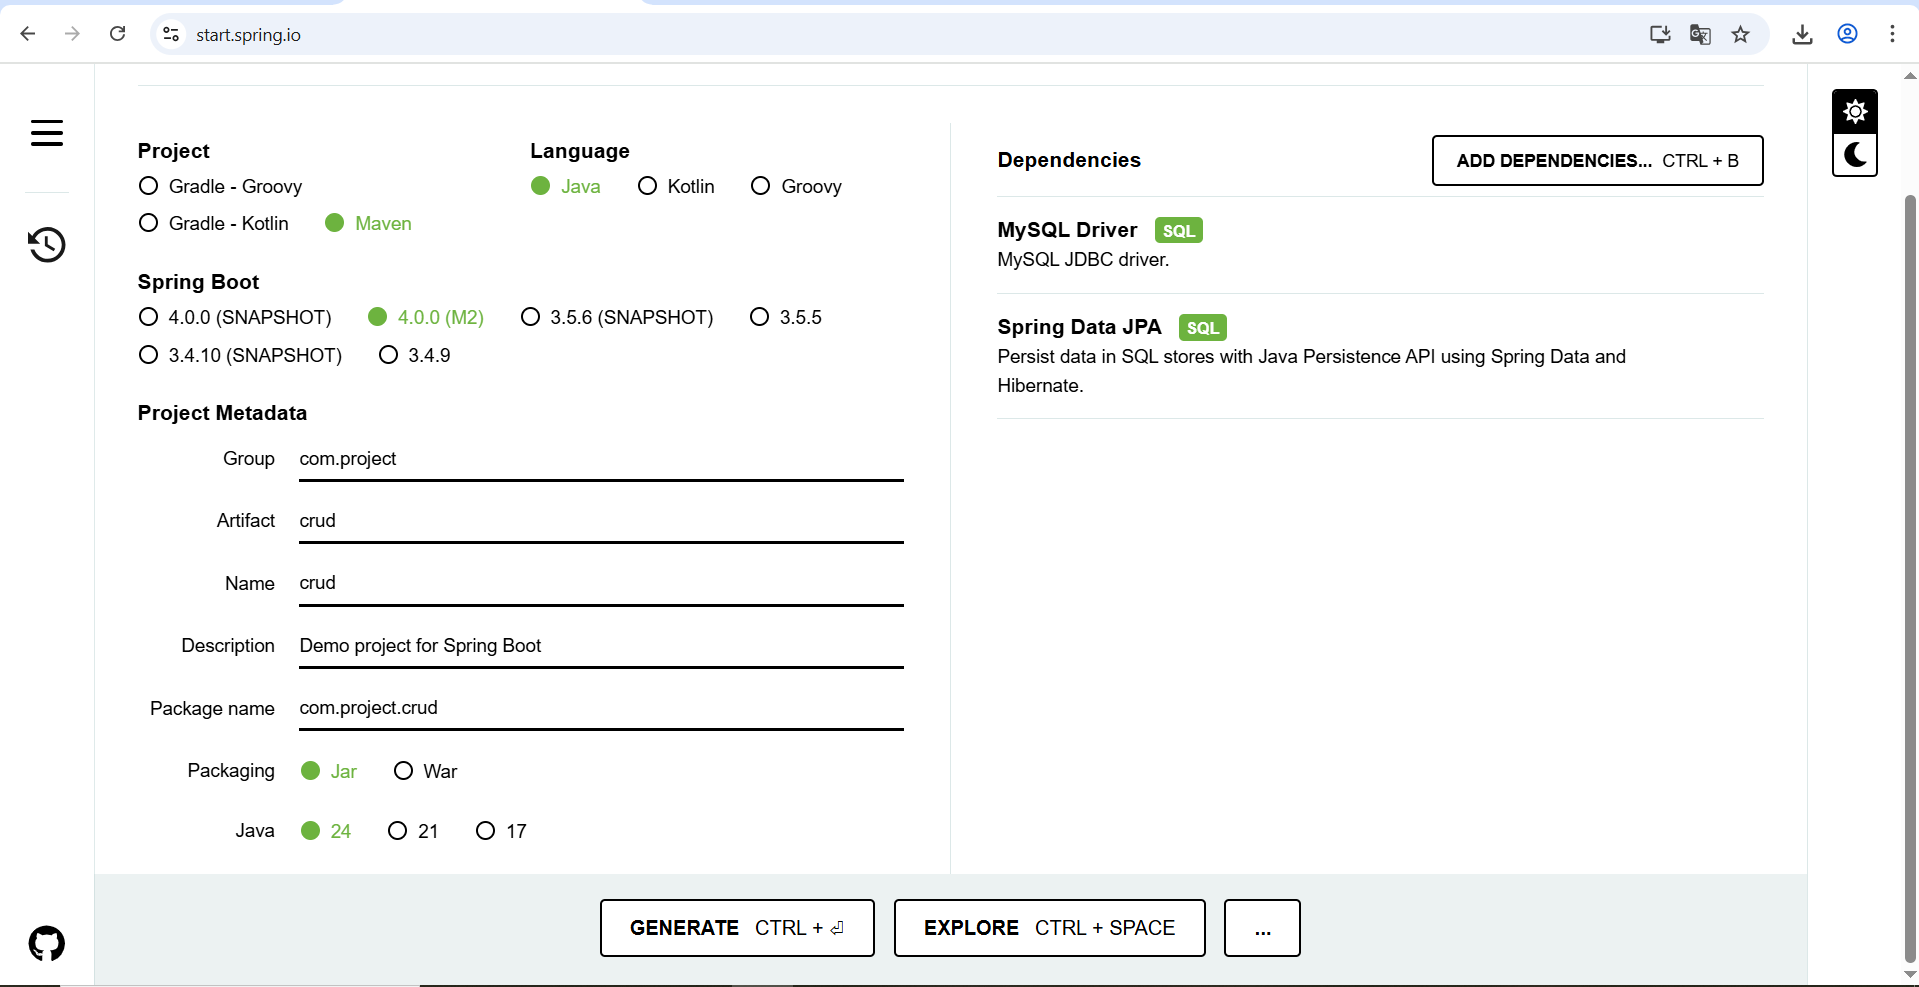 start.spring.io
Project
Gradle - Groovy
Gradle - Kotlin Maven
Language
Java Kotlin Groovy
Spring Boot
4.0.0 (SNAPSHOT) 4.0.0 (M2) 3.5.6 (SNAPSHOT) 3.5.5
3.4.10 (SNAPSHOT) 3.4.9
Project Metadata
Group com.project
Artifact crud
Name crud
Description Demo project for Spring Boot
Package name com.project.crud
Packaging Jar War
Java 24 21 17
Dependencies ADD DEPENDENCIES... CTRL + B
MySQL Driver SQL
MySQL JDBC driver.
Spring Data JPA SQL
Persist data in SQL stores with Java Persistence API using Spring Data and
Hibernate.
GENERATE CTRL + ⏎ EXPLORE CTRL + SPACE ...